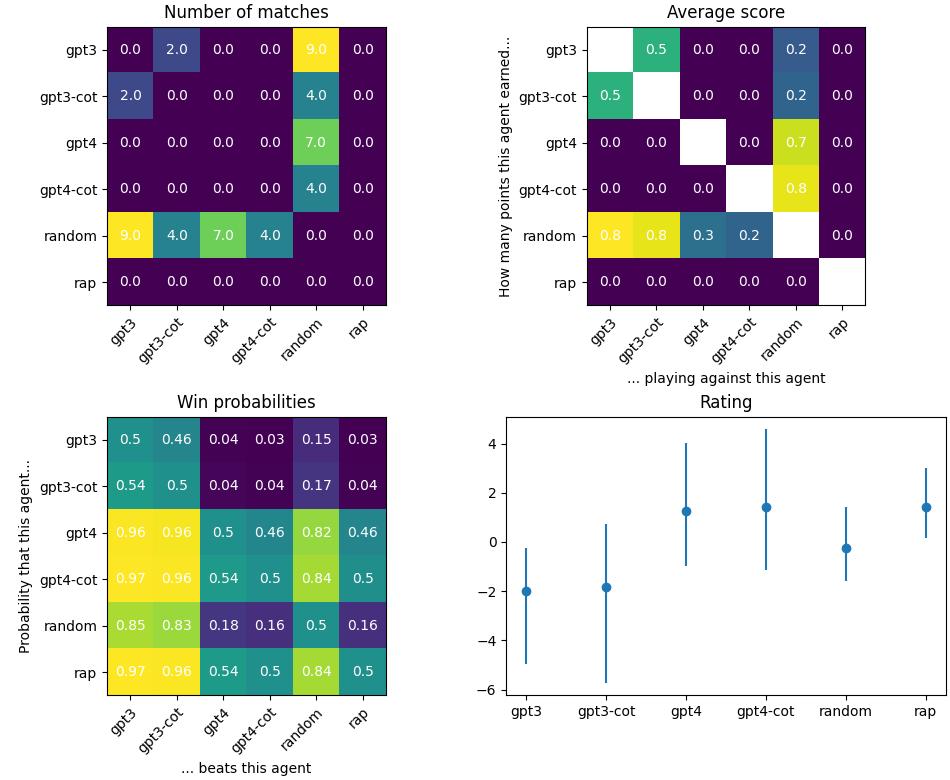 Number of matches
gpt3 0.0 2.0 0.0 0.0 9.0 0.0
gpt3-cot 2.0 0.0 0.0 0.0 4.0 0.0
gpt4 0.0 0.0 0.0 0.0 7.0 0.0
gpt4-cot 0.0 0.0 0.0 0.0 4.0 0.0
random 9.0 4.0 7.0 4.0 0.0 0.0
rap 0.0 0.0 0.0 0.0 0.0 0.0
gpt3 gpt3-cot gpt4 gpt4-cot random rap
Average score
How many points this agent earned...
gpt3 0.5 0.0 0.0 0.2 0.0
gpt3-cot 0.5 0.0 0.0 0.2 0.0
gpt4 0.0 0.0 0.0 0.7 0.0
gpt4-cot 0.0 0.0 0.0 0.8 0.0
random 0.8 0.8 0.3 0.2 0.0
rap 0.0 0.0 0.0 0.0 0.0
gpt3 gpt3-cot gpt4 gpt4-cot random rap
... playing against this agent
Win probabilities
Probability that this agent...
gpt3 0.5 0.46 0.04 0.03 0.15 0.03
gpt3-cot 0.54 0.5 0.04 0.04 0.17 0.04
gpt4 0.96 0.96 0.5 0.46 0.82 0.46
gpt4-cot 0.97 0.96 0.54 0.5 0.84 0.5
random 0.85 0.83 0.18 0.16 0.5 0.16
rap 0.97 0.96 0.54 0.5 0.84 0.5
gpt3 gpt3-cot gpt4 gpt4-cot random rap
... beats this agent
Rating
4
2
0
−2
−4
−6
gpt3 gpt3-cot gpt4 gpt4-cot random rap